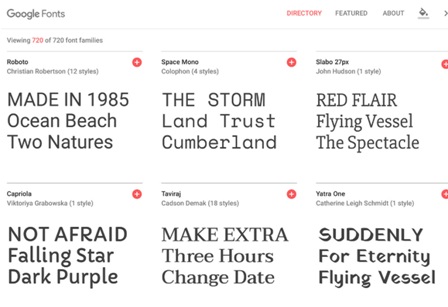 Google Fonts
DIRECTORY FEATURED ABOUT
Viewing 720 of 720 font families
Roboto
Christian Robertson (12 styles)
MADE IN 1985
Ocean Beach
Two Natures
Space Mono
Colophon (4 styles)
THE STORM
Land Trust
Cumberland
Slabo 27px
John Hudson (1 style)
RED FLAIR
Flying Vessel
The Spectacle
Capriola
Viktoriya Grabowska (1 style)
NOT AFRAID
Falling Star
Dark Purple
Taviraj
Cadson Demak (18 styles)
MAKE EXTRA
Three Hours
Change Date
Yatra One
Catherine Leigh Schmidt (1 style)
SUDDENLY
For Eternity
Flying Vessel